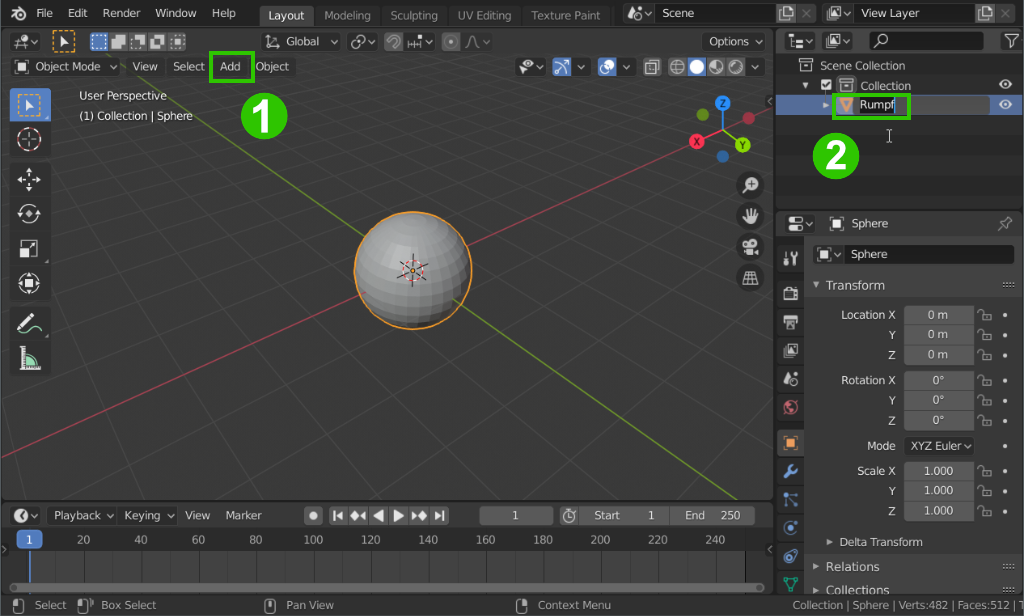 File Edit Render Window Help Layout Modeling Sculpting UV Editing Texture Paint Scene View Layer
Global Options
Object Mode View Select Add Object
User Perspective
(1) Collection | Sphere
1
Z
X
Y
Scene Collection
Collection
Rumpf
2
Sphere
Sphere
Transform
Location X 0 m
Y 0 m
Z 0 m
Rotation X 0°
Y 0°
Z 0°
Mode XYZ Euler
Scale X 1.000
Y 1.000
Z 1.000
Delta Transform
Relations
Collections
Playback Keying View Marker 1 Start 1 End 250
1 20 40 60 80 100 120 140 160 180 200 220 240
Select Box Select Pan View Context Menu Collection | Sphere | Verts:482 | Faces:512 |